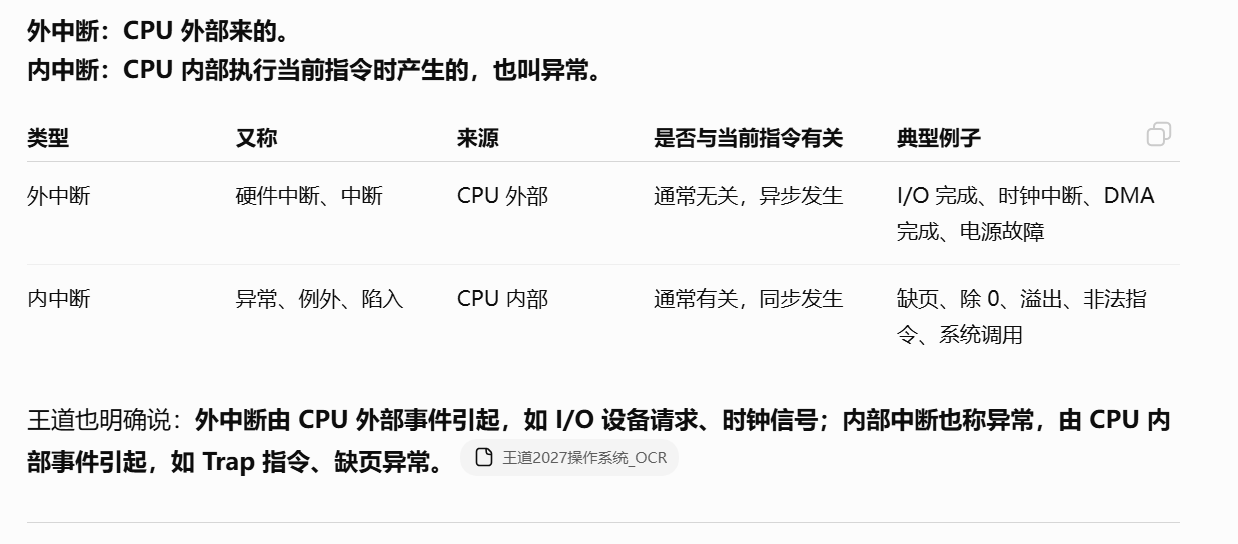 外中断：CPU 外部来的。
内中断：CPU 内部执行当前指令时产生的，也叫异常。
类型 又称 来源 是否与当前指令有关 典型例子
外中断 硬件中断、中断 CPU 外部 通常无关，异步发生 I/O 完成、时钟中断、DMA
完成、电源故障
内中断 异常、例外、陷入 CPU 内部 通常有关，同步发生 缺页、除 0、溢出、非法指
令、系统调用
王道也明确说：外中断由 CPU 外部事件引起，如 I/O 设备请求、时钟信号；内部中断也称异常，由 CPU 内
部事件引起，如 Trap 指令、缺页异常。 王道2027操作系统_OCR